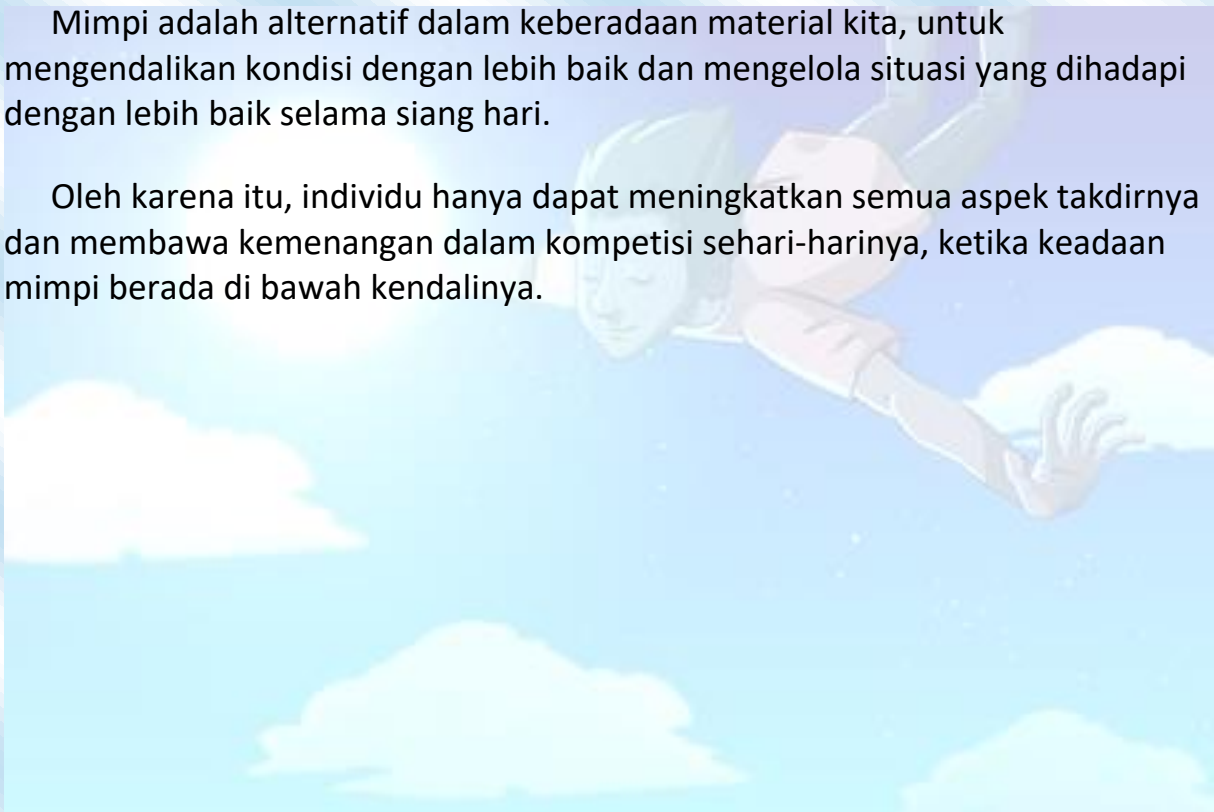 Mimpi adalah alternatif dalam keberadaan material kita, untuk
mengendalikan kondisi dengan lebih baik dan mengelola situasi yang dihadapi
dengan lebih baik selama siang hari.
Oleh karena itu, individu hanya dapat meningkatkan semua aspek takdirnya
dan membawa kemenangan dalam kompetisi sehari-harinya, ketika keadaan
mimpi berada di bawah kendalinya.